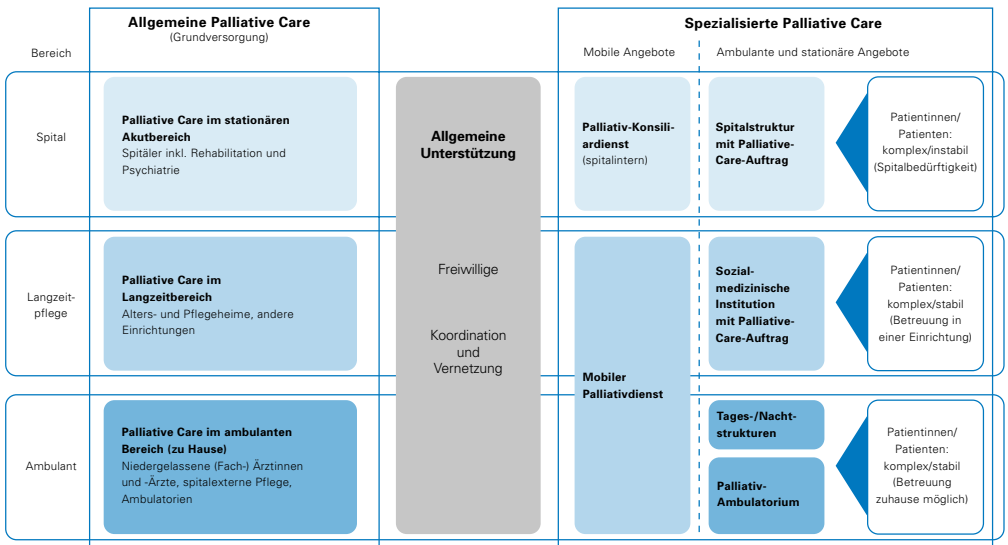 Allgemeine Palliative Care
(Grundversorgung)
Spezialisierte Palliative Care
Bereich
Mobile Angebote
Ambulante und stationäre Angebote
Spital
Palliative Care im stationären
Akutbereich
Spitäler inkl. Rehabilitation und
Psychiatrie
Allgemeine
Unterstützung
Freiwillige
Koordination
und
Vernetzung
Palliativ-Konsili-
ardienst
(spitalintern)
Spitalstruktur
mit Palliative-
Care-Auftrag
Patientinnen/
Patienten:
komplex/instabil
(Spitalbedürftigkeit)
Langzeit-
pflege
Palliative Care im
Langzeitbereich
Alters- und Pflegeheime, andere
Einrichtungen
Mobiler
Palliativdienst
Sozial-
medizinische
Institution
mit Palliative-
Care-Auftrag
Patientinnen/
Patienten:
komplex/stabil
(Betreuung in
einer Einrichtung)
Ambulant
Palliative Care im ambulanten
Bereich (zu Hause)
Niedergelassene (Fach-) Ärztinnen
und -Ärzte, spitalexterne Pflege,
Ambulatorien
Tages-/Nacht-
strukturen
Palliativ-
Ambulatorium
Patientinnen/
Patienten:
komplex/stabil
(Betreuung
zuhause möglich)